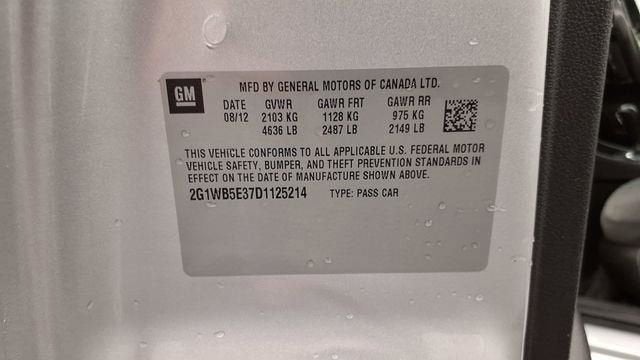 GM
MFD BY GENERAL MOTORS OF CANADA LTD.
DATE GVWR GAWR FRT GAWR RR
08/12 2103 KG 1128 KG 975 KG
4636 LB 2487 LB 2149 LB
THIS VEHICLE CONFORMS TO ALL APPLICABLE U.S. FEDERAL MOTOR
VEHICLE SAFETY, BUMPER, AND THEFT PREVENTION STANDARDS IN
EFFECT ON THE DATE OF MANUFACTURE SHOWN ABOVE.
2G1WB5E37D1125214 TYPE: PASS CAR